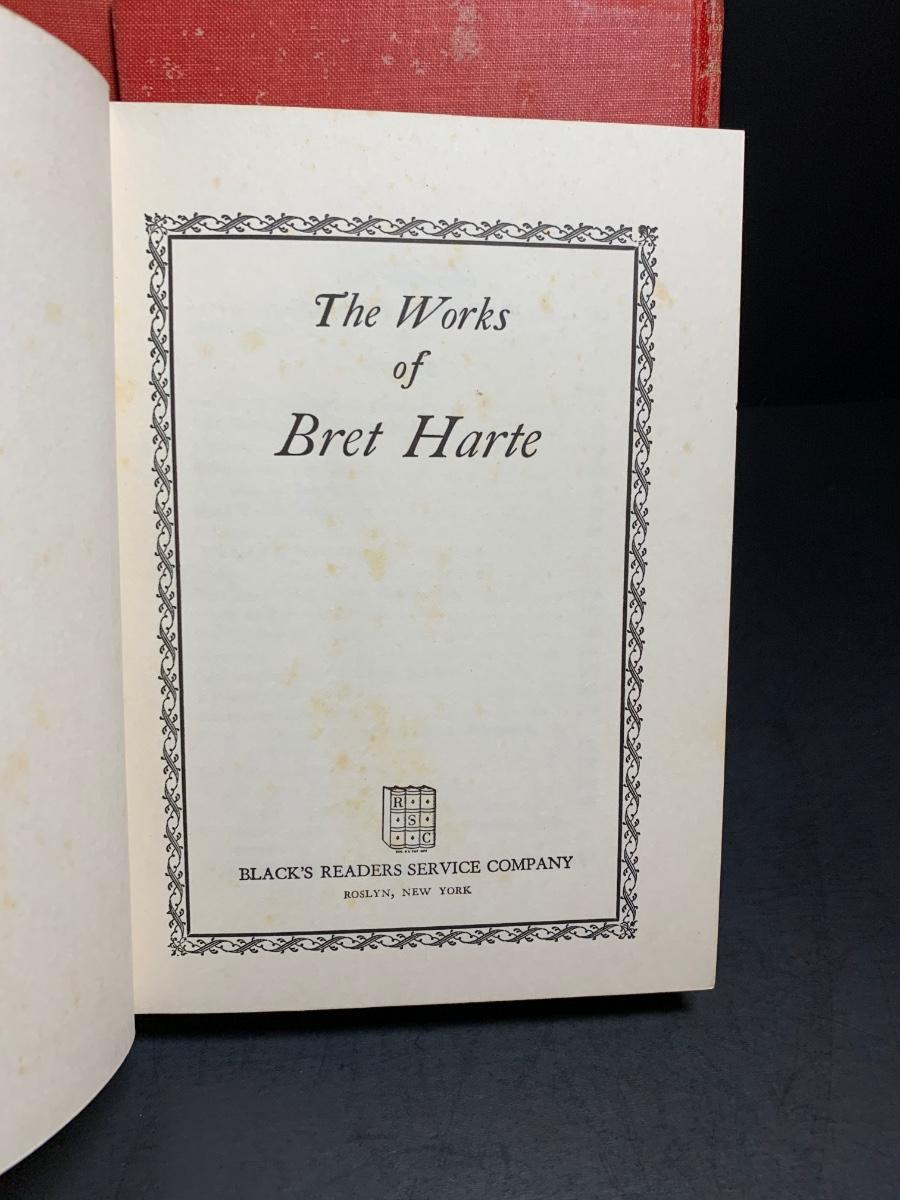 The Works
of
Bret Harte
R
S
C
BLACK'S READERS SERVICE COMPANY
ROSLYN, NEW YORK